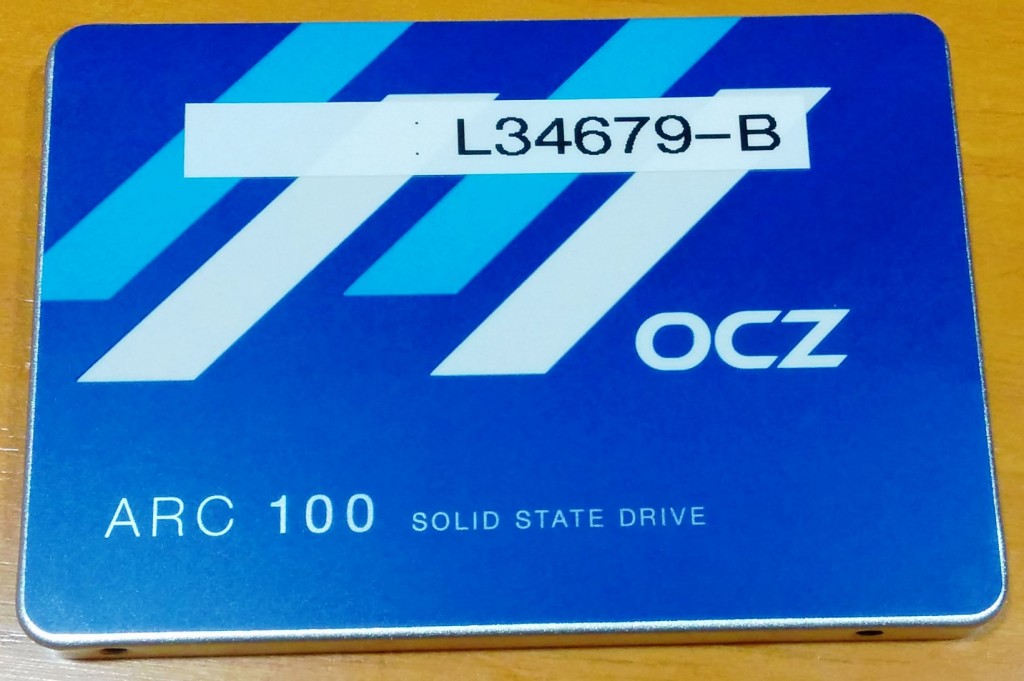 L34679-B
OCZ
ARC 100 SOLID STATE DRIVE